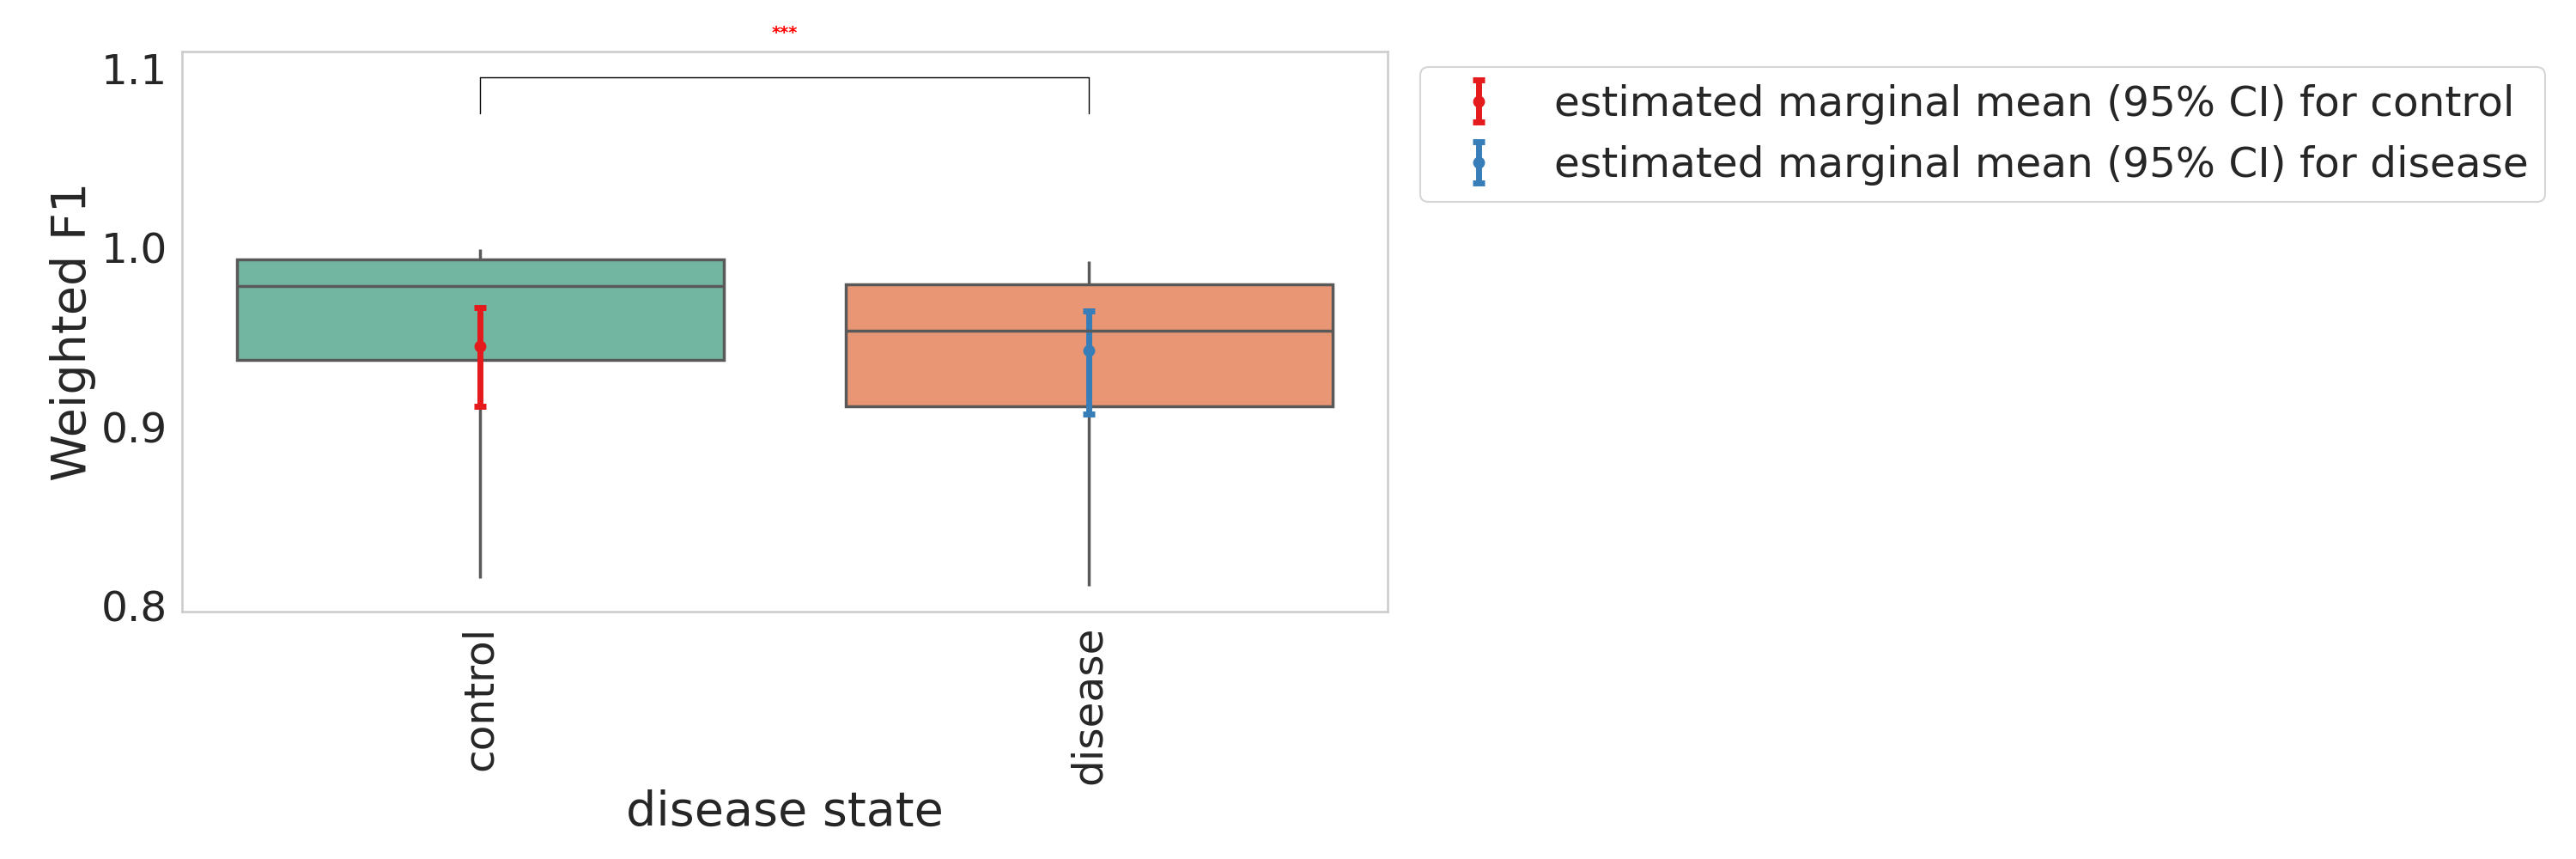 ***
1.1
1.0
0.9
0.8
Weighted F1
control
disease
disease state
estimated marginal mean (95% CI) for control
estimated marginal mean (95% CI) for disease